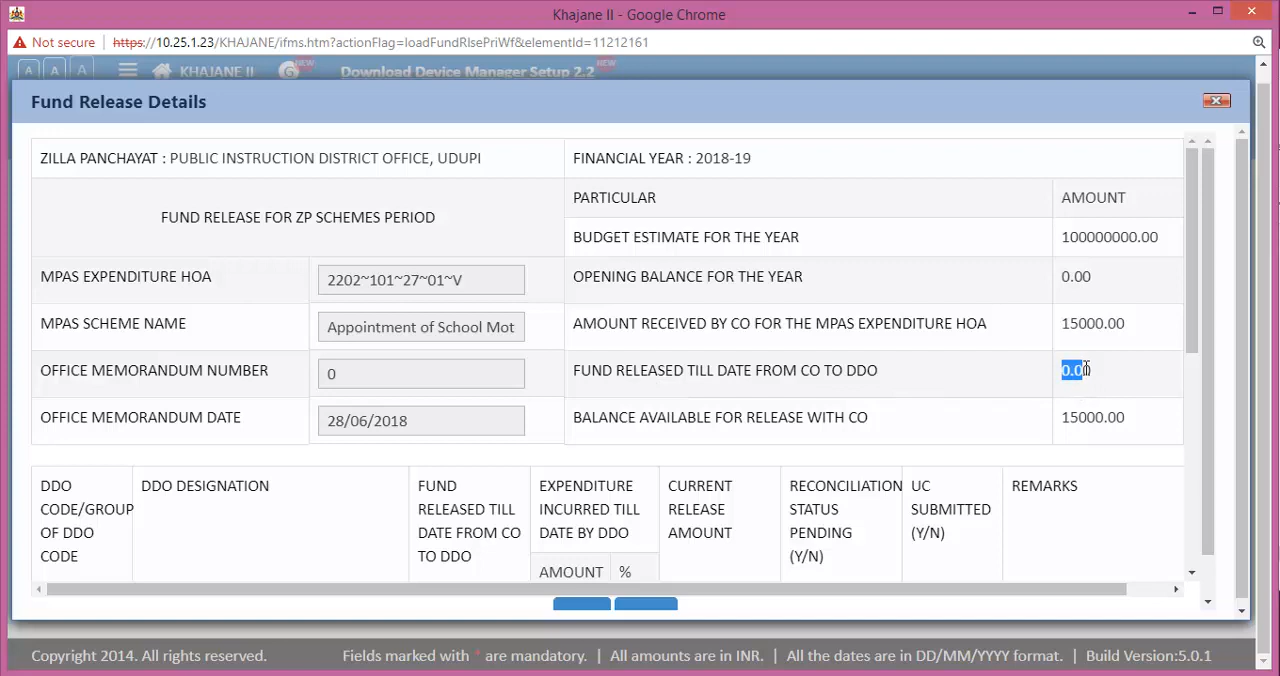 Khajane II - Google Chrome
Not secure | https://10.25.1.23/KHAJANE/ifms.htm?actionFlag=loadFundRlsePriWf&elementId=11212161
A A A KHAJANE II G NEW Download Device Manager Setup 2.2 NEW
Fund Release Details
ZILLA PANCHAYAT : PUBLIC INSTRUCTION DISTRICT OFFICE, UDUPI FINANCIAL YEAR : 2018-19
FUND RELEASE FOR ZP SCHEMES PERIOD
PARTICULAR AMOUNT
BUDGET ESTIMATE FOR THE YEAR 100000000.00
MPAS EXPENDITURE HOA 2202~101~27~01~V OPENING BALANCE FOR THE YEAR 0.00
MPAS SCHEME NAME Appointment of School Mot AMOUNT RECEIVED BY CO FOR THE MPAS EXPENDITURE HOA 15000.00
OFFICE MEMORANDUM NUMBER 0 FUND RELEASED TILL DATE FROM CO TO DDO 0.00
OFFICE MEMORANDUM DATE 28/06/2018 BALANCE AVAILABLE FOR RELEASE WITH CO 15000.00
DDO DDO DESIGNATION FUND EXPENDITURE CURRENT RECONCILIATION UC REMARKS
CODE/GROUP RELEASED TILL INCURRED TILL RELEASE STATUS SUBMITTED
OF DDO DATE FROM CO DATE BY DDO AMOUNT PENDING (Y/N)
CODE TO DDO (Y/N)
AMOUNT %
Copyright 2014. All rights reserved. Fields marked with * are mandatory. | All amounts are in INR. | All the dates are in DD/MM/YYYY format. | Build Version:5.0.1